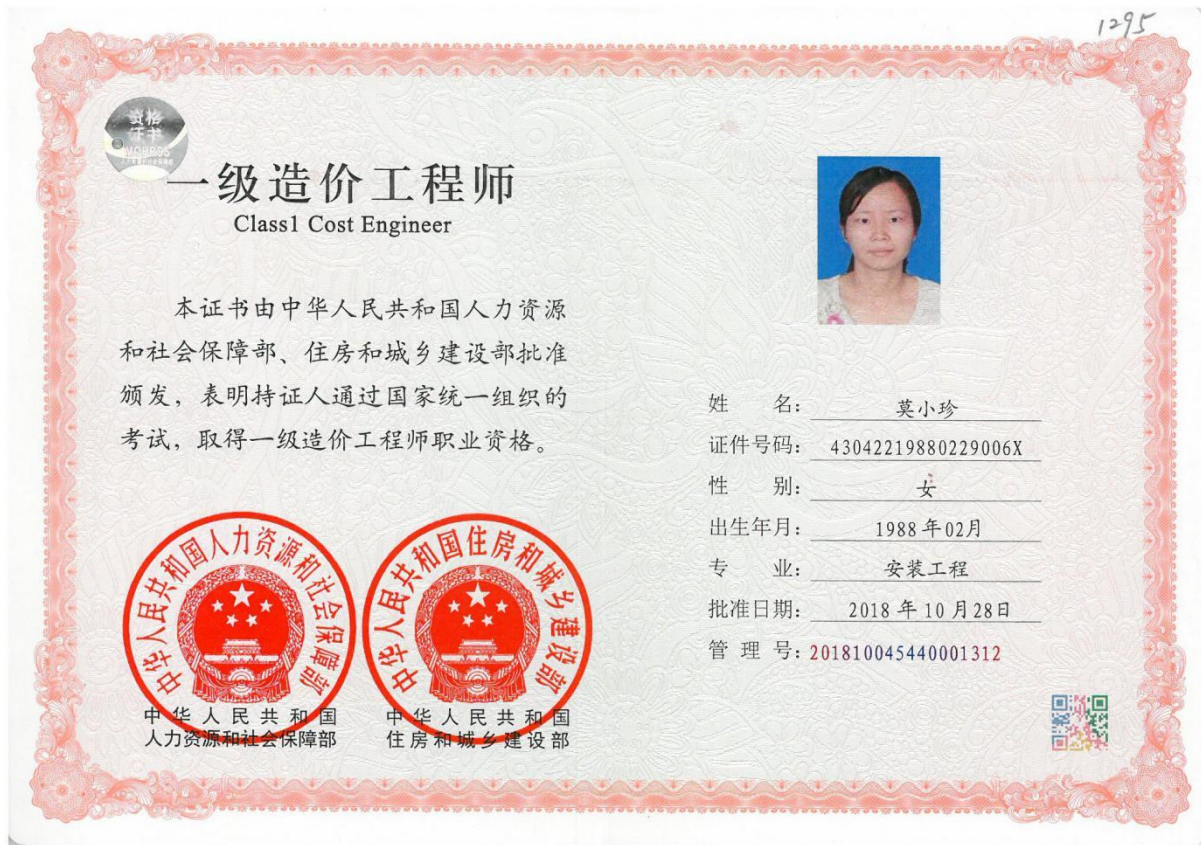 1295
资格
证书
MOHRSS
一级造价工程师
Class1 Cost Engineer
本证书由中华人民共和国人力资源
和社会保障部、住房和城乡建设部批准
颁发，表明持证人通过国家统一组织的
考试，取得一级造价工程师职业资格。
中华人民共和国人力资源和社会保障部
中华人民共和国
人力资源和社会保障部
中华人民共和国住房和城乡建设部
中华人民共和国
住房和城乡建设部
姓 名: 莫小珍
证件号码: 43042219880229006X
性 别: 女
出生年月: 1988年02月
专 业: 安装工程
批准日期: 2018年10月28日
管 理 号: 201810045440001312